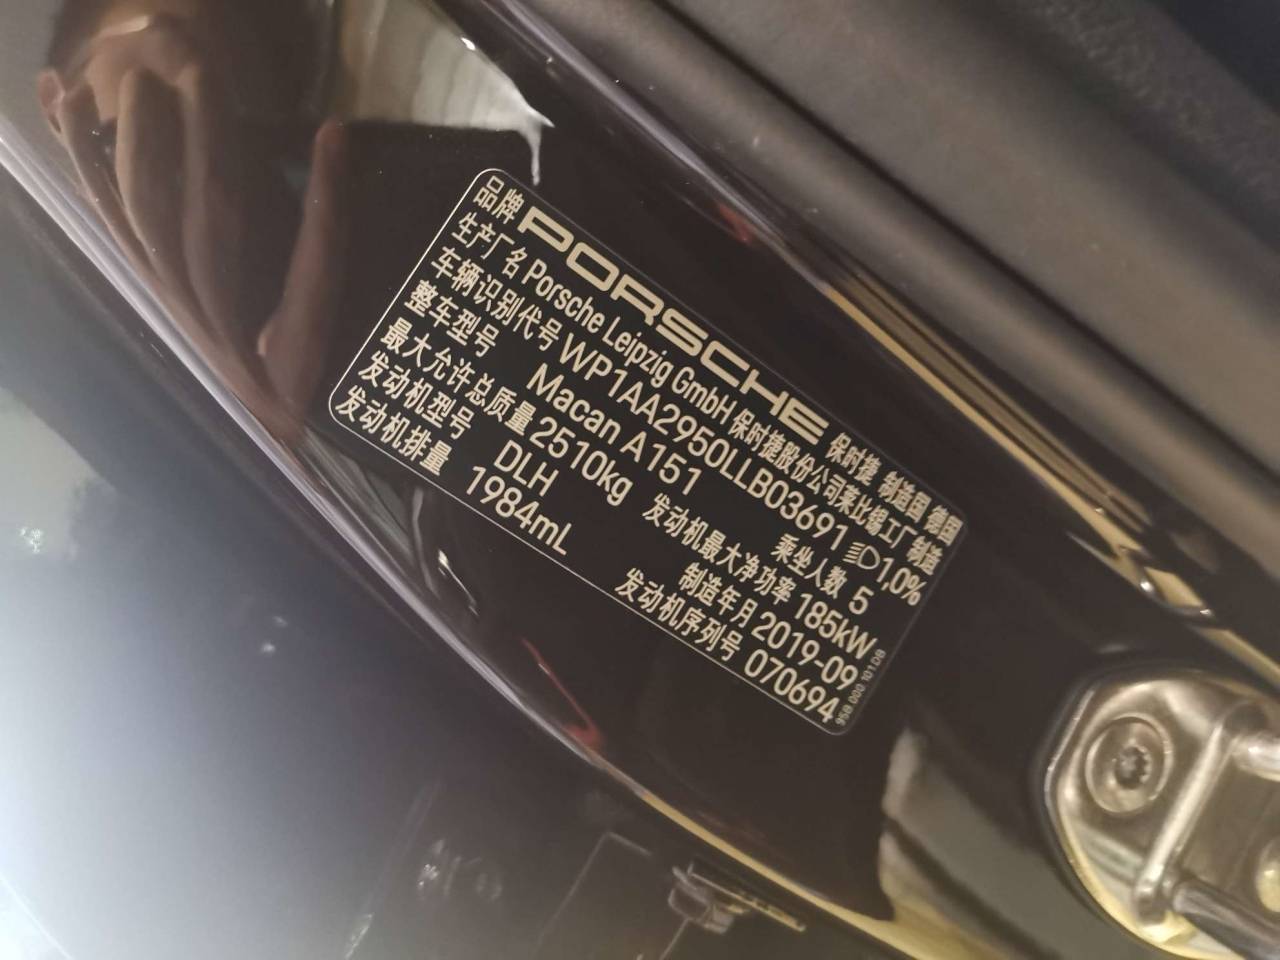 品牌 PORSCHE 保时捷 制造国 德国
生产厂名 Porsche Leipzig GmbH 保时捷股份公司莱比锡工厂制造
车辆识别代号 WP1AA2950LLB03691 1,0%
整车型号 Macan A151 乘坐人数 5
最大允许总质量 2510kg 发动机最大净功率 185kW
发动机型号 DLH 制造年月 2019-09
发动机排量 1984mL 发动机序列号 070694
95B.000.101.DB